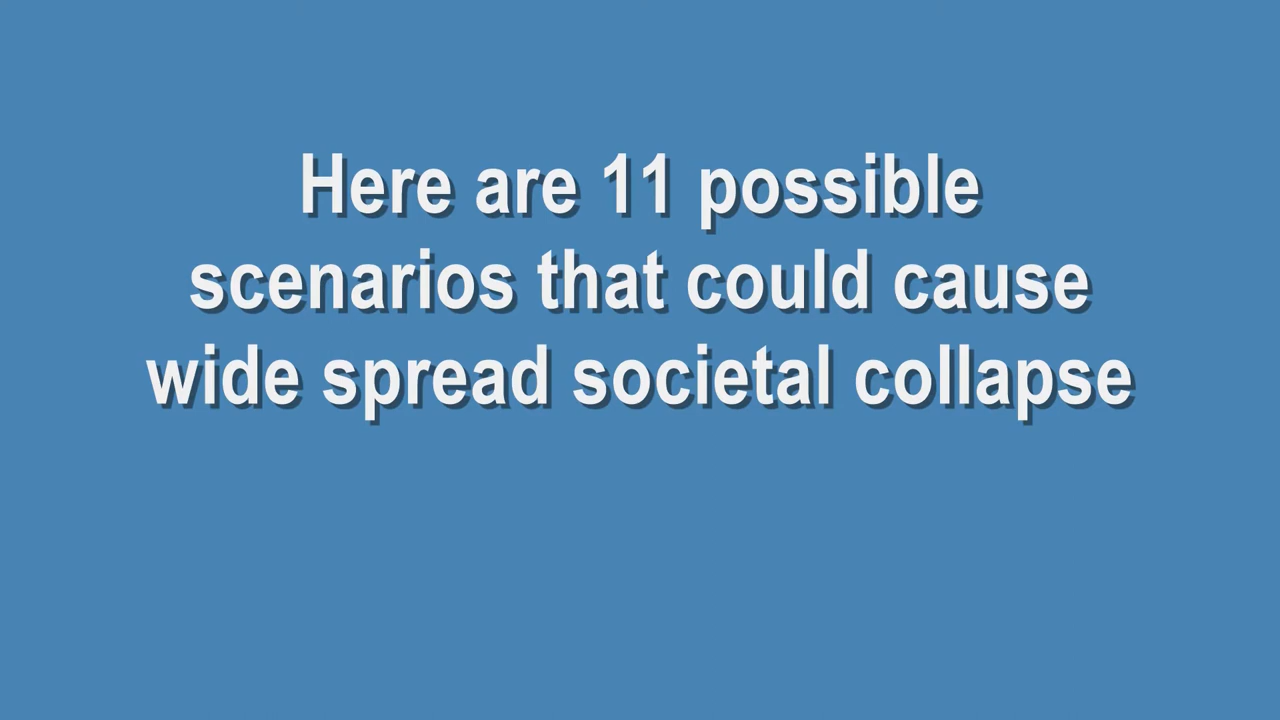 Here are 11 possible
scenarios that could cause
wide spread societal collapse